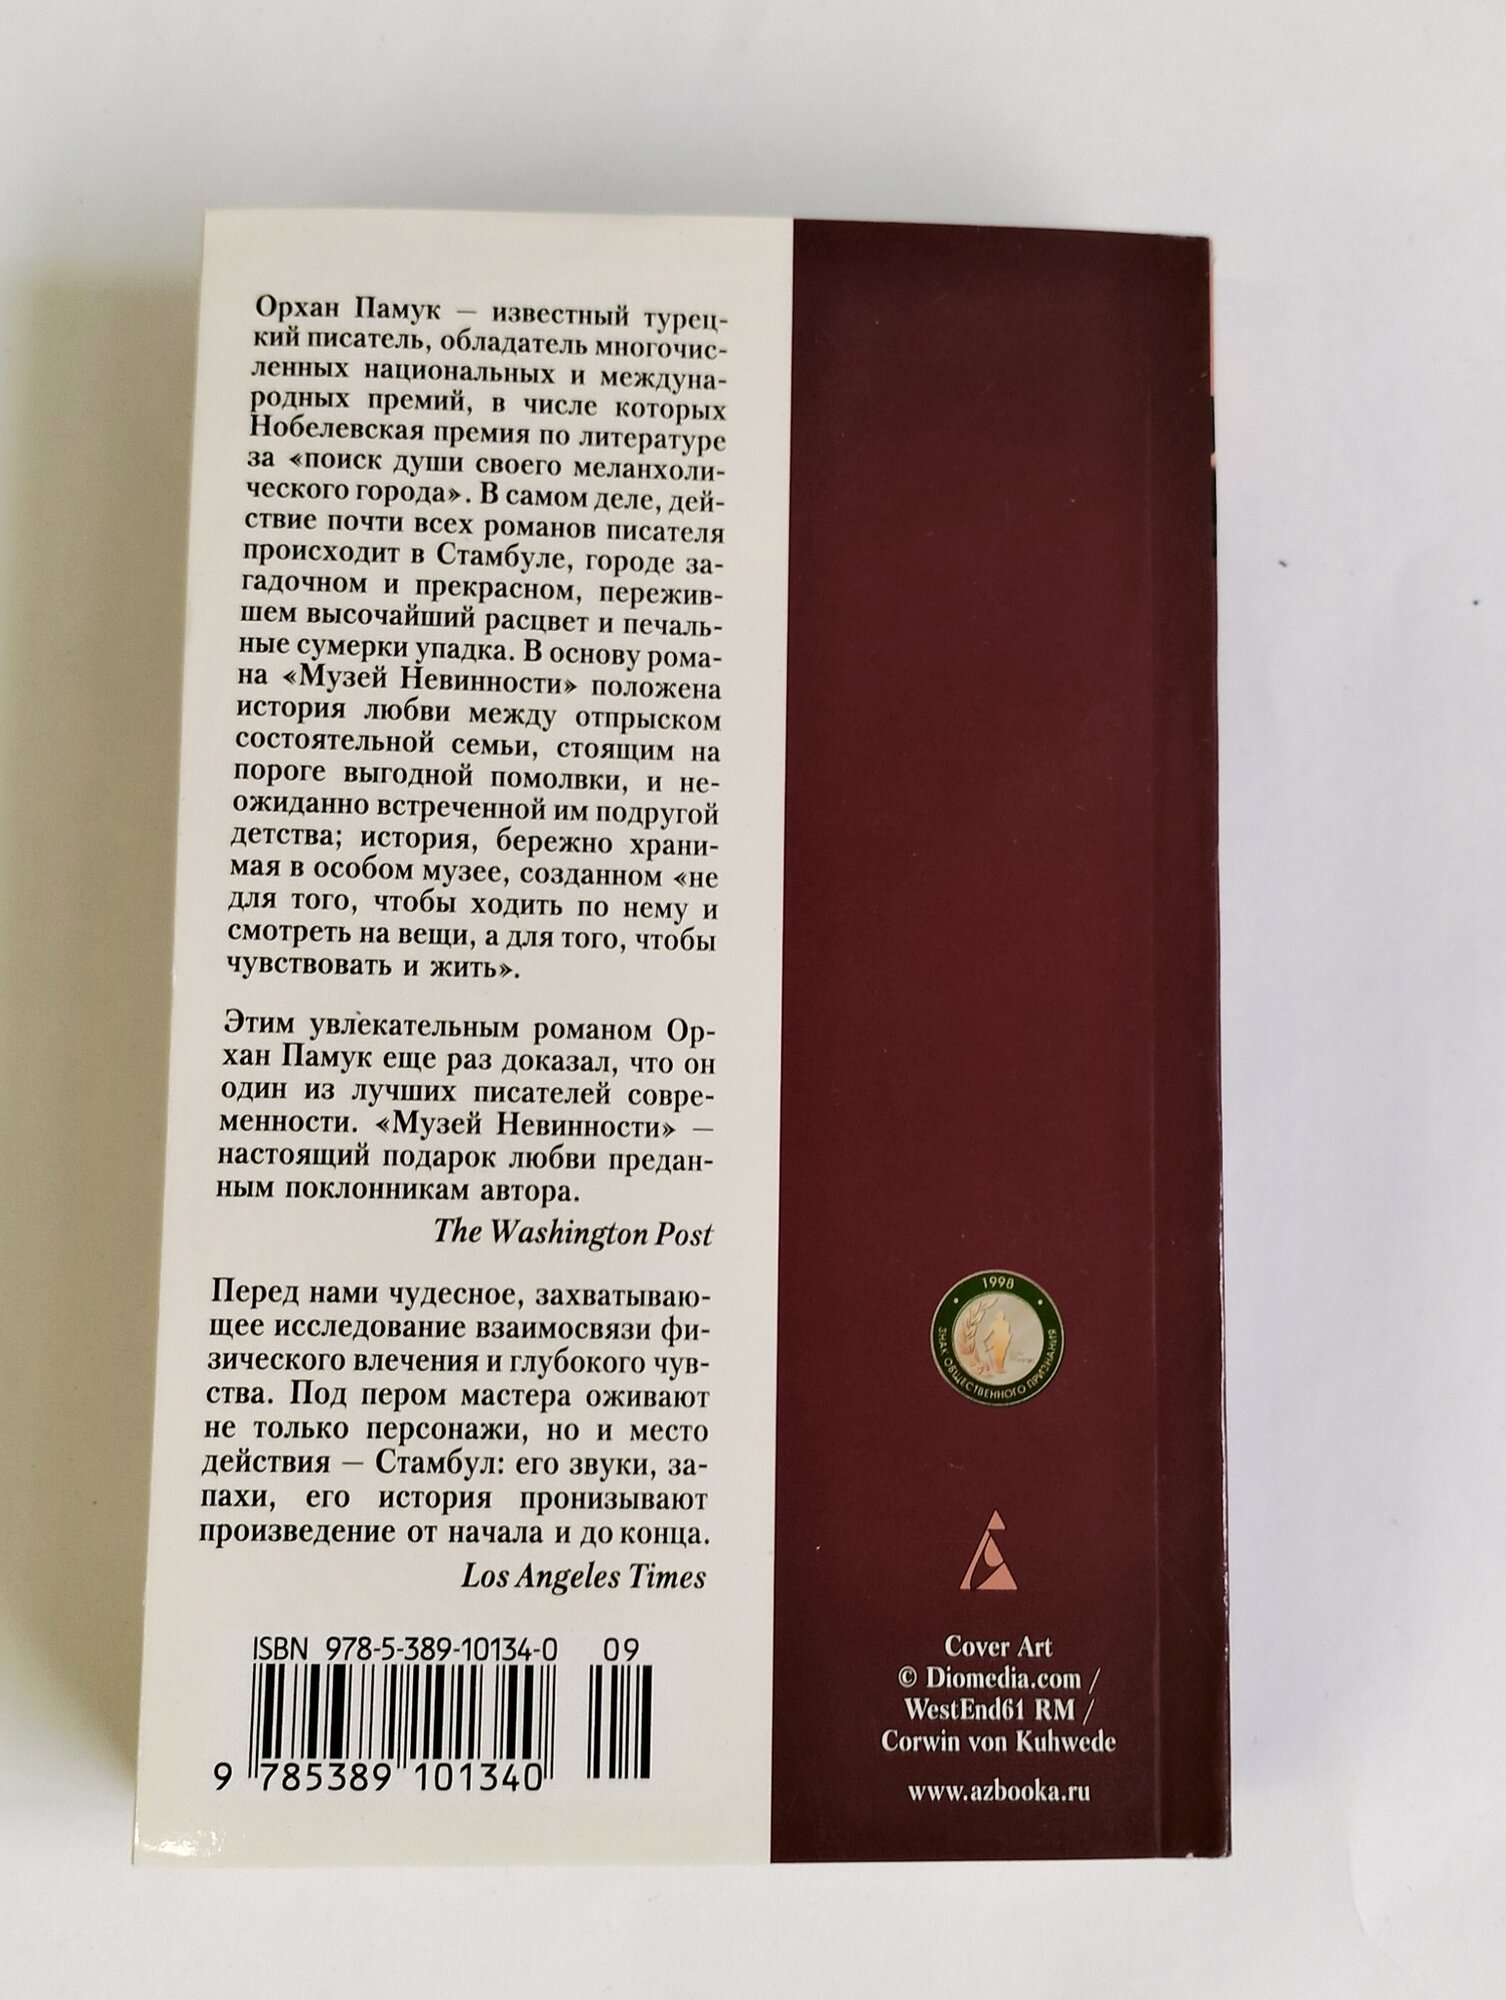 Орхан Памук — известный турец-
кий писатель, обладатель многочис-
ленных национальных и междуна-
родных премий, в числе которых
Нобелевская премия по литературе
за «поиск души своего меланхоли-
ческого города». В самом деле, дей-
ствие почти всех романов писателя
происходит в Стамбуле, городе за-
гадочном и прекрасном, пережив-
шем высочайший расцвет и печаль-
ные сумерки упадка. В основу рома-
на «Музей Невинности» положена
история любви между отпрыском
состоятельной семьи, стоящим на
пороге выгодной помолвки, и не-
ожиданно встреченной им подругой
детства; история, бережно храни-
мая в особом музее, созданном «не
для того, чтобы ходить по нему и
смотреть на вещи, а для того, чтобы
чувствовать и жить».
Этим увлекательным романом Ор-
хан Памук еще раз доказал, что он
один из лучших писателей совре-
менности. «Музей Невинности» —
настоящий подарок любви предан-
ным поклонникам автора.
The Washington Post
Перед нами чудесное, захватываю-
щее исследование взаимосвязи фи-
зического влечения и глубокого чув-
ства. Под пером мастера оживают
не только персонажи, но и место
действия — Стамбул: его звуки, за-
пахи, его история пронизывают
произведение от начала и до конца.
Los Angeles Times
ISBN 978-5-389-10134-0 09
9 785389 101340
1998
ЗНАК ОБЩЕСТВЕННОГО ПРИЗНАНИЯ
Cover Art
© Diomedia.com /
WestEnd61 RM /
Corwin von Kuhwede
www.azbooka.ru